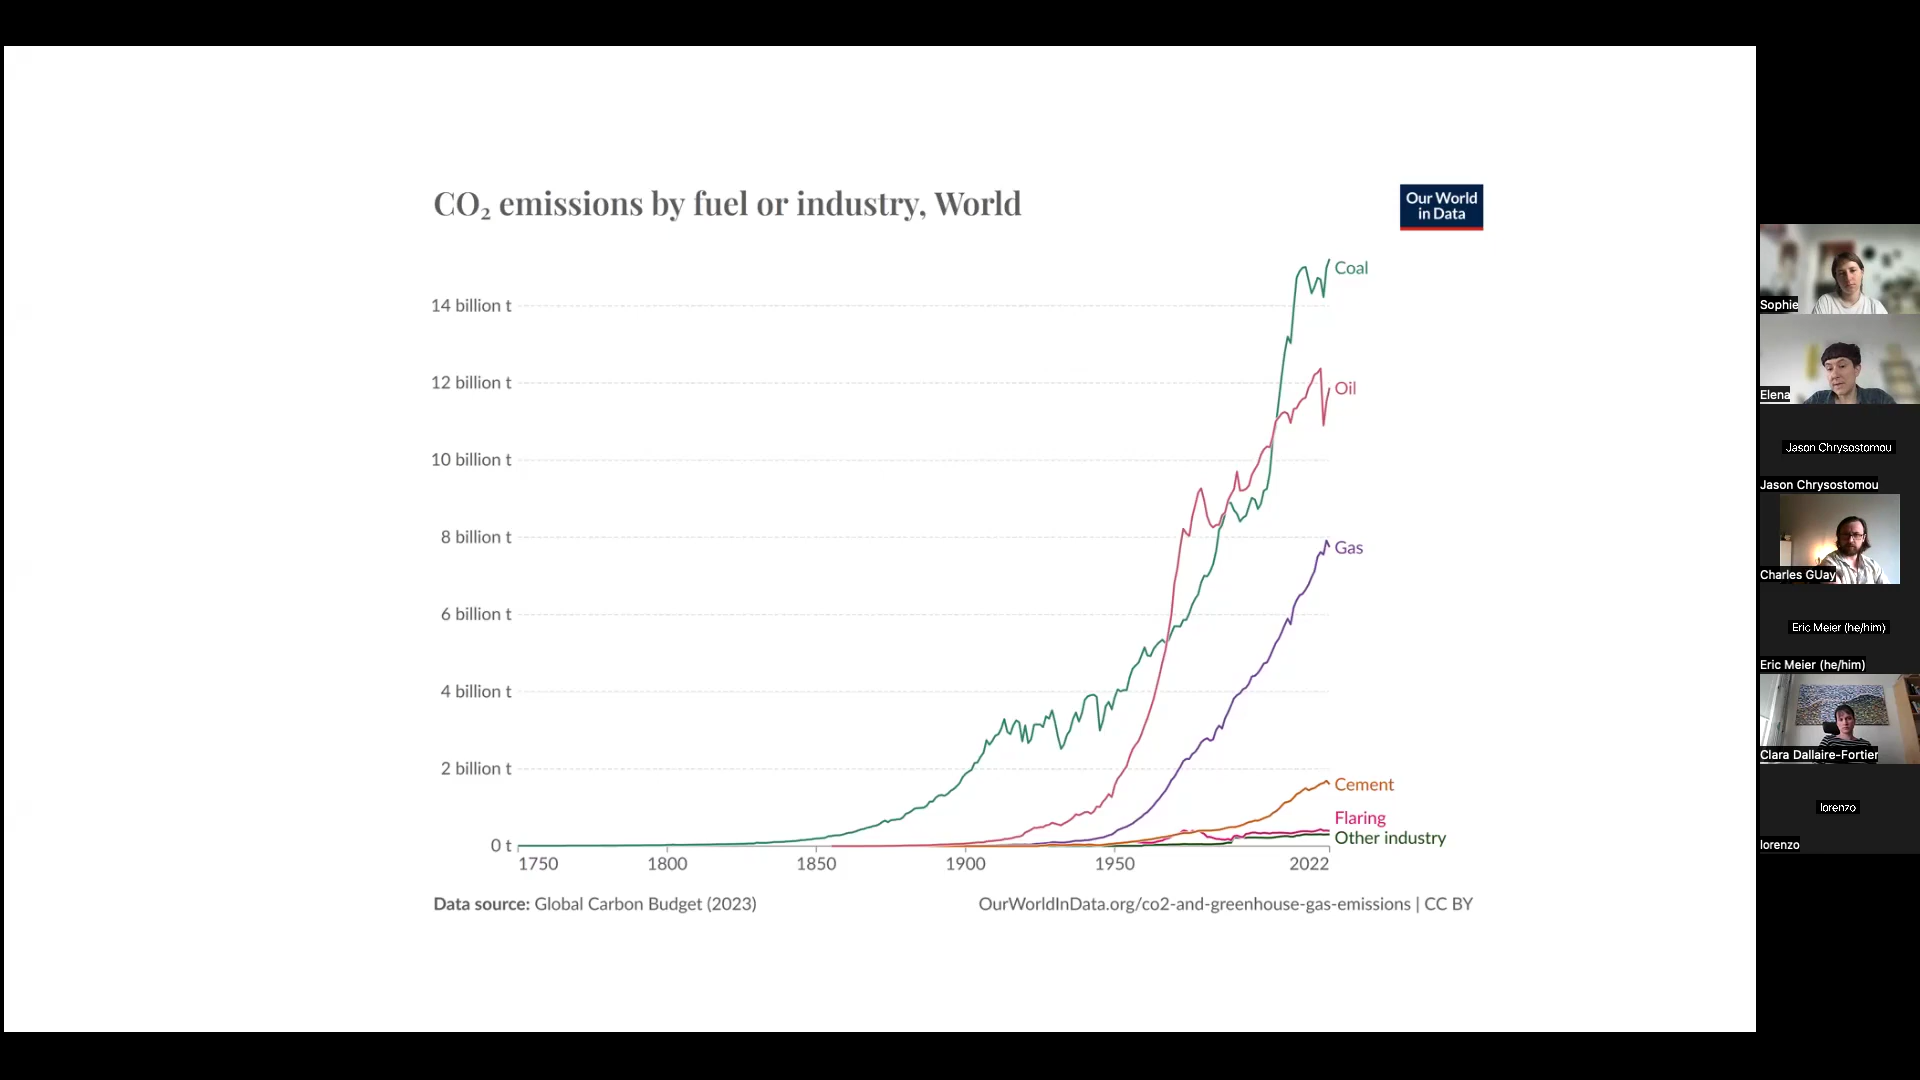 CO₂ emissions by fuel or industry, World
Our World
in Data
Coal
14 billion t
12 billion t
Oil
10 billion t
8 billion t
Gas
6 billion t
4 billion t
2 billion t
Cement
Flaring
Other industry
0 t
1750
1800
1850
1900
1950
2022
Data source: Global Carbon Budget (2023)
OurWorldInData.org/co2-and-greenhouse-gas-emissions | CC BY
Sophie
Elena
Jason Chrysostomou
Jason Chrysostomou
Charles GUay
Eric Meier (he/him)
Eric Meier (he/him)
Clara Dallaire-Fortier
lorenzo
lorenzo